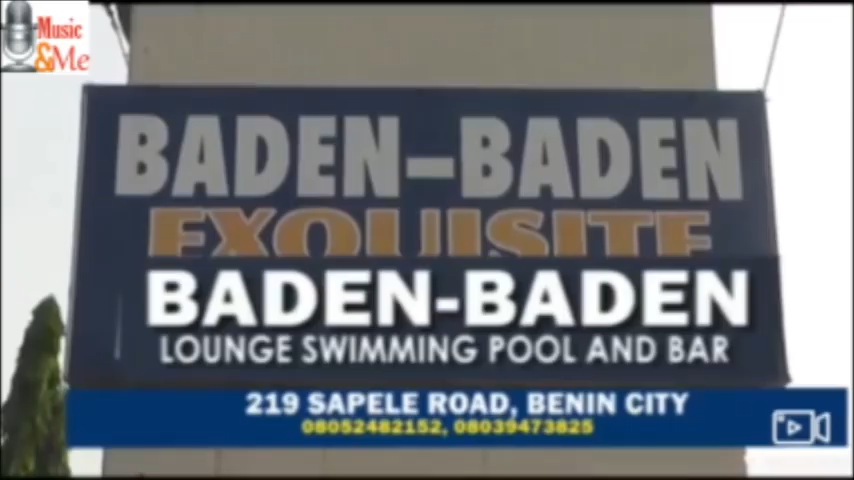 Music
&Me
BADEN-BADEN
EXQUISITE
BADEN-BADEN
LOUNGE SWIMMING POOL AND BAR
219 SAPELE ROAD, BENIN CITY
08052482152, 08039473825